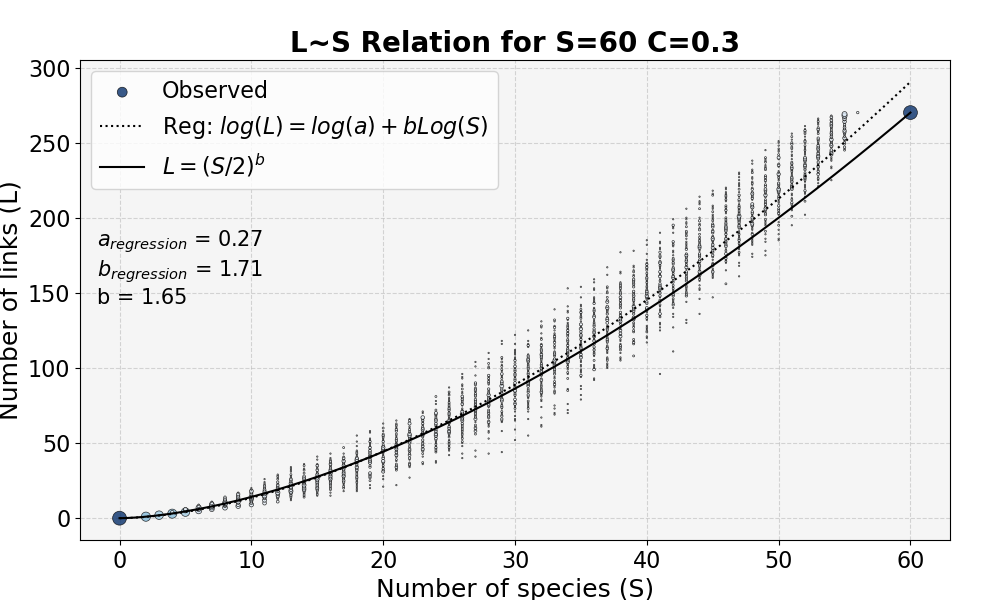 L~S Relation for S=60 C=0.3
Observed
Reg: log(L) = log(a) + bLog(S)
L = (S/2)^b
a_regression = 0.27
b_regression = 1.71
b = 1.65
Number of links (L)
300
250
200
150
100
50
0
0 10 20 30 40 50 60
Number of species (S)